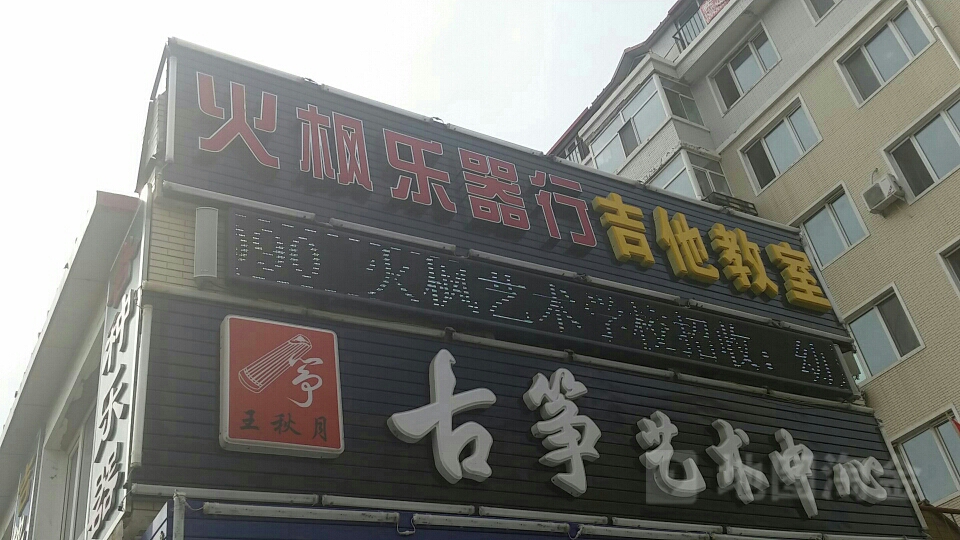 火枫乐器行吉他教室
火枫艺术学校招收：
筝
王秋月
古筝艺术中心